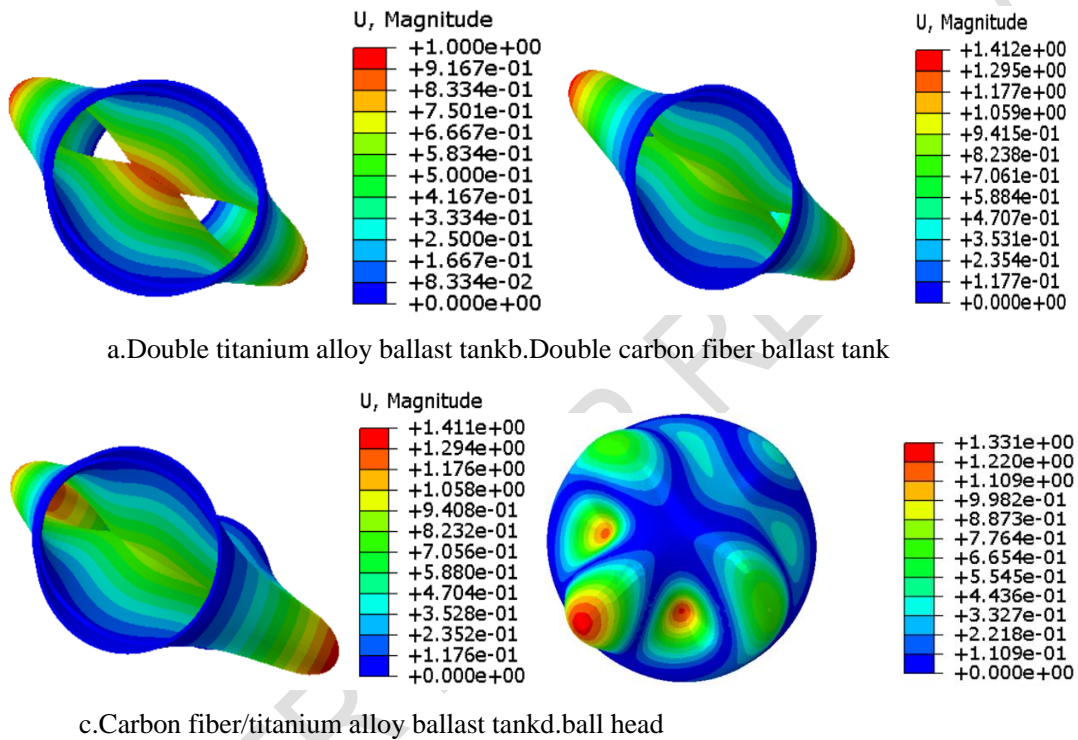 U, Magnitude
+1.000e+00
+9.167e-01
+8.334e-01
+7.501e-01
+6.667e-01
+5.834e-01
+5.000e-01
+4.167e-01
+3.334e-01
+2.500e-01
+1.667e-01
+8.334e-02
+0.000e+00
U, Magnitude
+1.412e+00
+1.295e+00
+1.177e+00
+1.059e+00
+9.415e-01
+8.238e-01
+7.061e-01
+5.884e-01
+4.707e-01
+3.531e-01
+2.354e-01
+1.177e-01
+0.000e+00
a.Double titanium alloy ballast tankb.Double carbon fiber ballast tank
U, Magnitude
+1.411e+00
+1.294e+00
+1.176e+00
+1.058e+00
+9.408e-01
+8.232e-01
+7.056e-01
+5.880e-01
+4.704e-01
+3.528e-01
+2.352e-01
+1.176e-01
+0.000e+00
+1.331e+00
+1.220e+00
+1.109e+00
+9.982e-01
+8.873e-01
+7.764e-01
+6.654e-01
+5.545e-01
+4.436e-01
+3.327e-01
+2.218e-01
+1.109e-01
+0.000e+00
c.Carbon fiber/titanium alloy ballast tankd.ball head